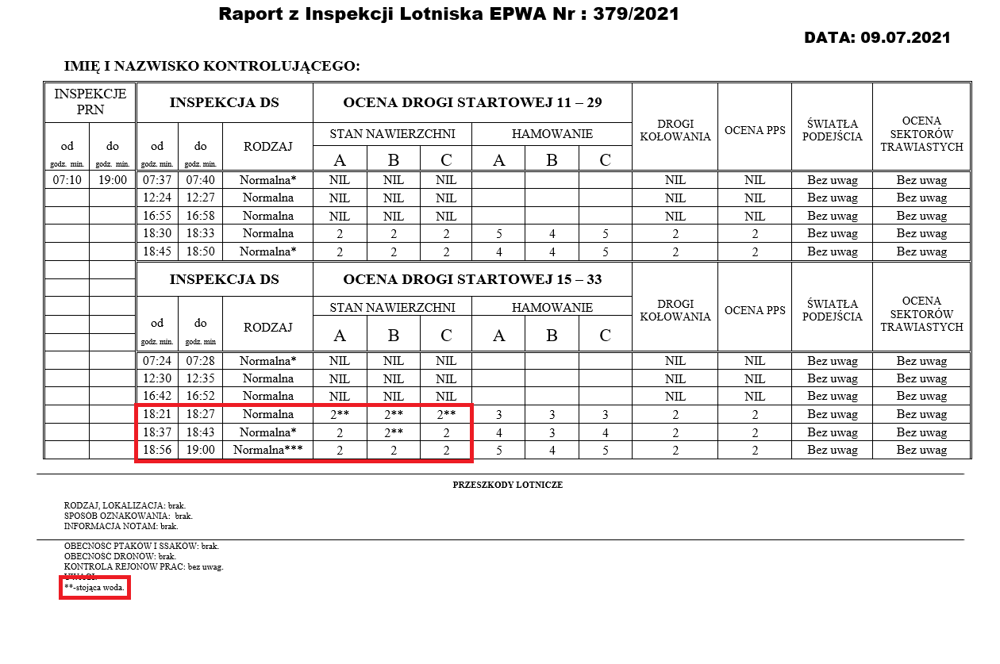 Raport z Inspekcji Lotniska EPWA Nr : 379/2021
DATA: 09.07.2021
IMIĘ I NAZWISKO KONTROLUJĄCEGO:
INSPEKCJE PRN INSPEKCJA DS OCENA DROGI STARTOWEJ 11 – 29 DROGI KOŁOWANIA OCENA PPS ŚWIATŁA PODEJŚCIA OCENA SEKTORÓW TRAWIASTYCH
STAN NAWIERZCHNI HAMOWANIE
od do od do RODZAJ A B C A B C
godz. min. godz. min. godz. min. godz. min.
07:10 19:00 07:37 07:40 Normalna* NIL NIL NIL NIL NIL Bez uwag Bez uwag
12:24 12:27 Normalna NIL NIL NIL NIL NIL Bez uwag Bez uwag
16:55 16:58 Normalna NIL NIL NIL NIL NIL Bez uwag Bez uwag
18:30 18:33 Normalna 2 2 2 5 4 5 2 2 Bez uwag Bez uwag
18:45 18:50 Normalna* 2 2 2 4 4 5 2 2 Bez uwag Bez uwag
INSPEKCJA DS OCENA DROGI STARTOWEJ 15 – 33 DROGI KOŁOWANIA OCENA PPS ŚWIATŁA PODEJŚCIA OCENA SEKTORÓW TRAWIASTYCH
STAN NAWIERZCHNI HAMOWANIE
od do RODZAJ A B C A B C
godz. min. godz. min
07:24 07:28 Normalna* NIL NIL NIL NIL NIL Bez uwag Bez uwag
12:30 12:35 Normalna NIL NIL NIL NIL NIL Bez uwag Bez uwag
16:42 16:52 Normalna NIL NIL NIL NIL NIL Bez uwag Bez uwag
18:21 18:27 Normalna 2** 2** 2** 3 3 3 2 2 Bez uwag Bez uwag
18:37 18:43 Normalna* 2 2** 2 4 3 4 2 2 Bez uwag Bez uwag
18:56 19:00 Normalna*** 2 2 2 5 4 5 2 2 Bez uwag Bez uwag
PRZESZKODY LOTNICZE
RODZAJ, LOKALIZACJA: brak.
SPOSÓB OZNAKOWANIA: brak.
INFORMACJA NOTAM: brak.
OBECNOŚĆ PTAKÓW I SSAKÓW: brak.
OBECNOŚĆ DRONÓW: brak.
KONTROLA REJONÓW PRAC: bez uwag.
**-stojąca woda.